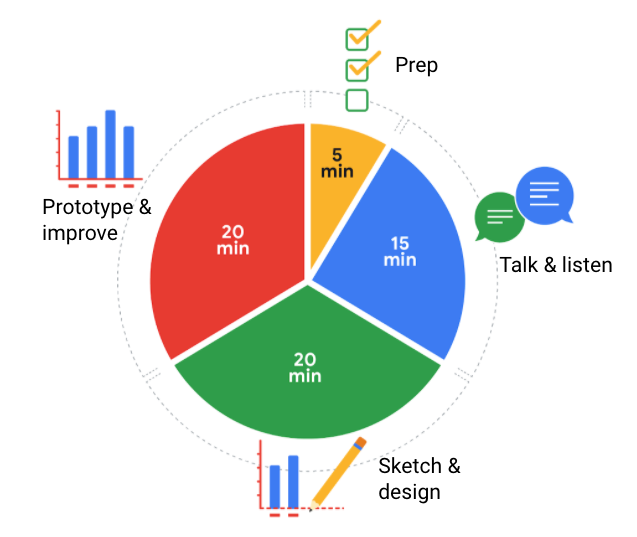 Prep
5
min
15
min
Talk & listen
20
min
Sketch &
design
20
min
Prototype &
improve